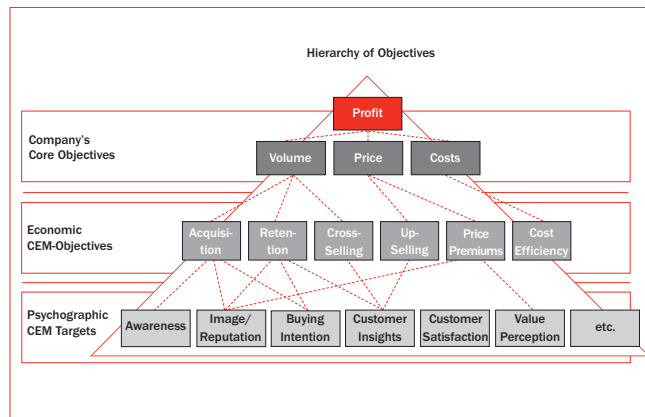 Hierarchy of Objectives
Profit
Company's
Core Objectives
Volume
Price
Costs
Economic
CEM-Objectives
Acquisi-
tion
Reten-
tion
Cross-
Selling
Up-
Selling
Price
Premiums
Cost
Efficiency
Psychographic
CEM Targets
Awareness
Image/
Reputation
Buying
Intention
Customer
Insights
Customer
Satisfaction
Value
Perception
etc.